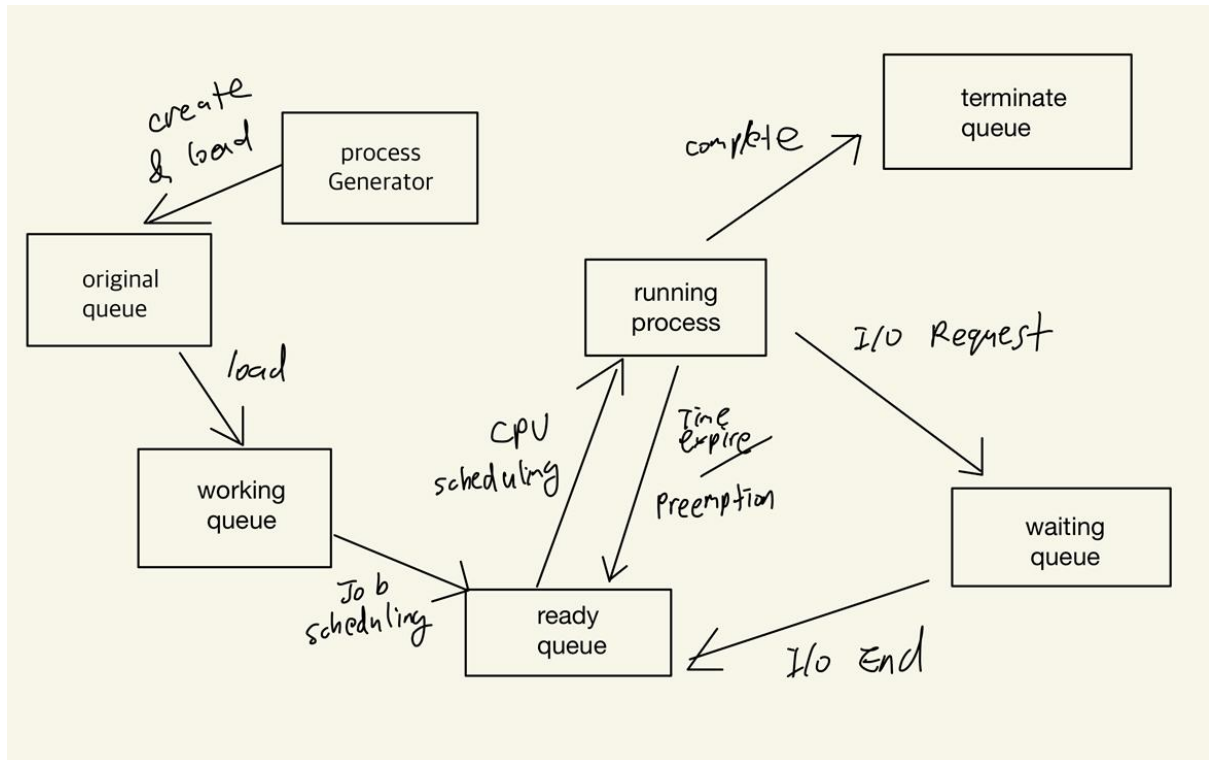 create
& load
process
Generator
original
queue
load
working
queue
Job
scheduling
ready
queue
CPU
scheduling
running
process
Time
expire
Preemption
complete
terminate
queue
I/O Request
waiting
queue
I/O End